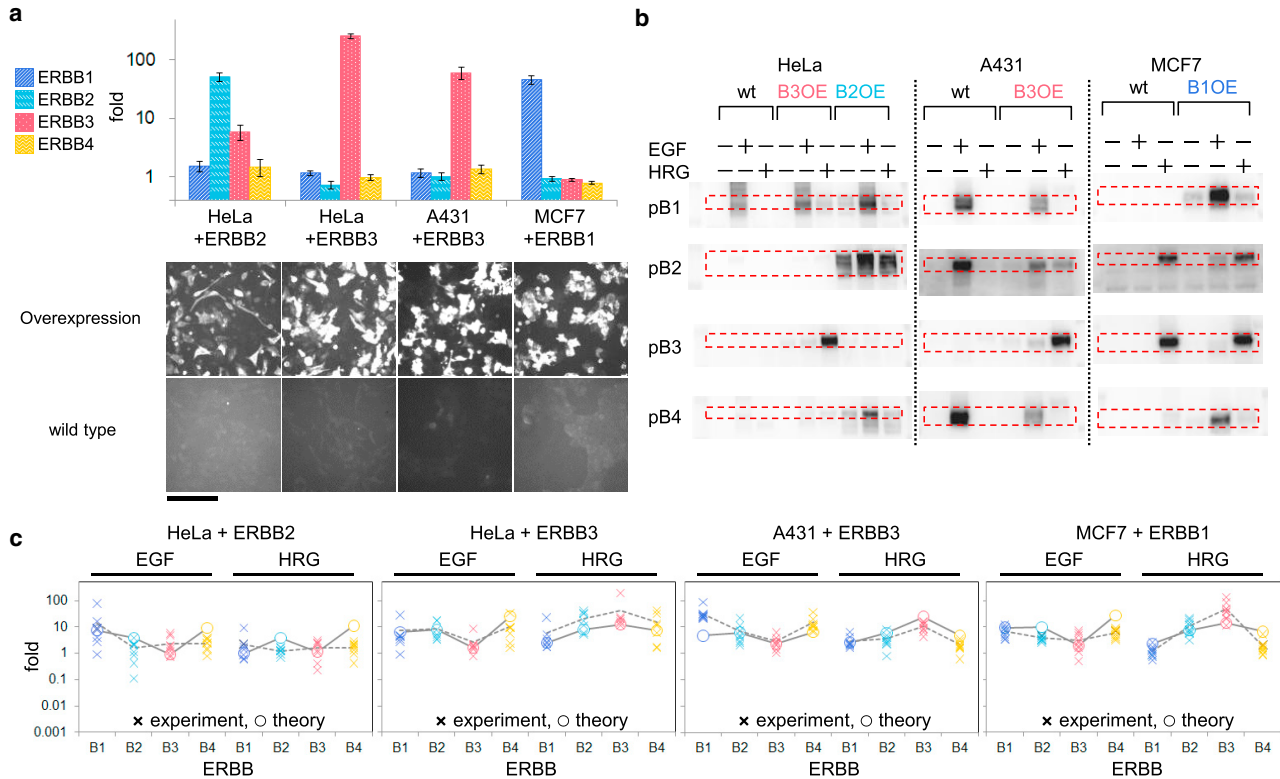 a
ERBB1
ERBB2
ERBB3
ERBB4
fold
100
10
1
HeLa +ERBB2
HeLa +ERBB3
A431 +ERBB3
MCF7 +ERBB1
Overexpression
wild type
b
HeLa A431 MCF7
wt B3OE B2OE wt B3OE wt B1OE
EGF − + − − + − − + − − + − − + − − + − − + −
HRG − − + − − + − − + − − + − − + − − + − − +
pB1
pB2
pB3
pB4
c
HeLa + ERBB2 HeLa + ERBB3 A431 + ERBB3 MCF7 + ERBB1
EGF HRG EGF HRG EGF HRG EGF HRG
fold
100
10
1
0.1
0.01
0.001
× experiment, ○ theory × experiment, ○ theory × experiment, ○ theory × experiment, ○ theory
B1 B2 B3 B4 B1 B2 B3 B4 B1 B2 B3 B4 B1 B2 B3 B4 B1 B2 B3 B4 B1 B2 B3 B4 B1 B2 B3 B4 B1 B2 B3 B4
ERBB ERBB ERBB ERBB